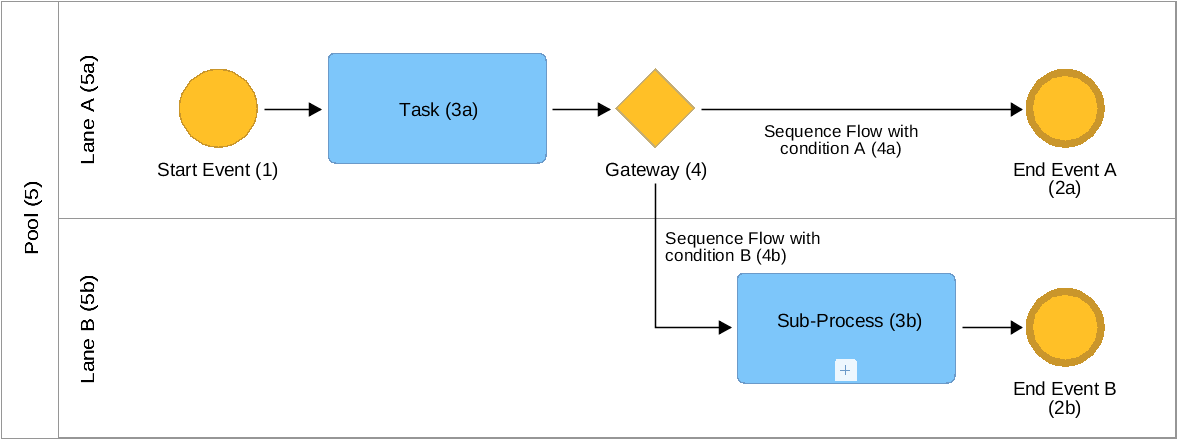 Pool (5)
Lane A (5a)
Start Event (1)
Task (3a)
Gateway (4)
Sequence Flow with
condition A (4a)
End Event A
(2a)
Lane B (5b)
Sequence Flow with
condition B (4b)
Sub-Process (3b)
+
End Event B
(2b)